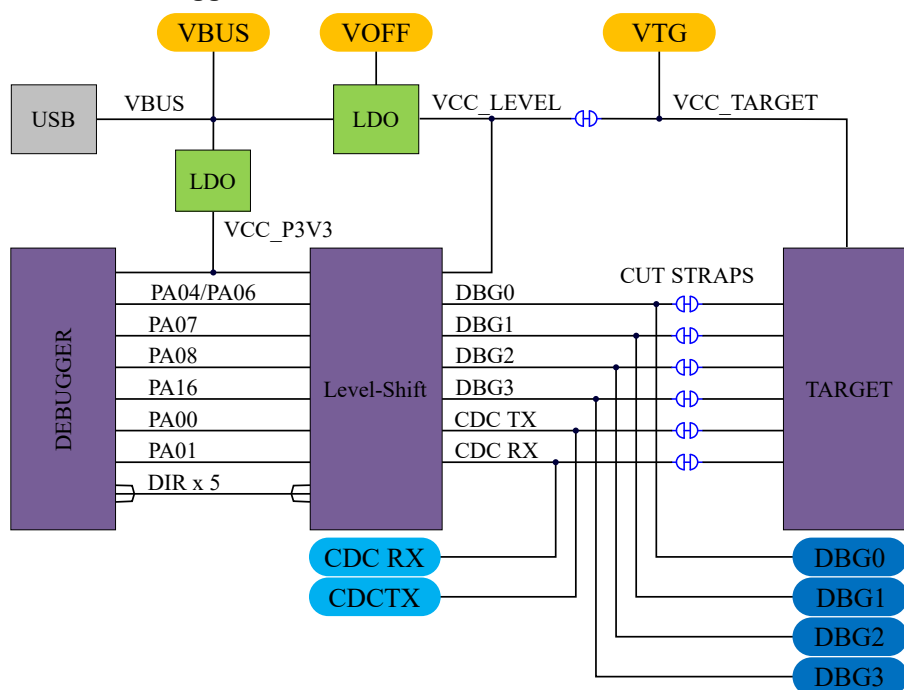 VBUS
VOFF
VTG
USB
VBUS
LDO
VCC_LEVEL
VCC_TARGET
LDO
VCC_P3V3
DEBUGGER
PA04/PA06
PA07
PA08
PA16
PA00
PA01
DIR x 5
Level-Shift
DBG0
DBG1
DBG2
DBG3
CDC TX
CDC RX
CUT STRAPS
TARGET
CDC RX
CDCTX
DBG0
DBG1
DBG2
DBG3